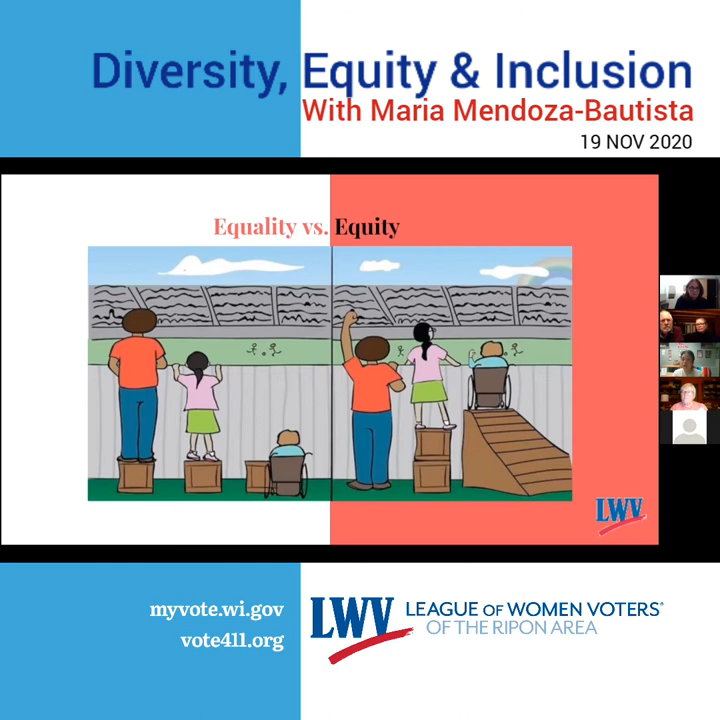 Diversity, Equity & Inclusion
With Maria Mendoza-Bautista
19 NOV 2020
Equality vs. Equity
LWV
myvote.wi.gov
vote411.org
LWV LEAGUE OF WOMEN VOTERS®
OF THE RIPON AREA